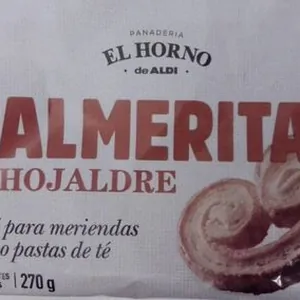 PANADERIA
EL HORNO
• de ALDI •
ALMERITA
HOJALDRE
para meriendas
o pastas de té
270 g